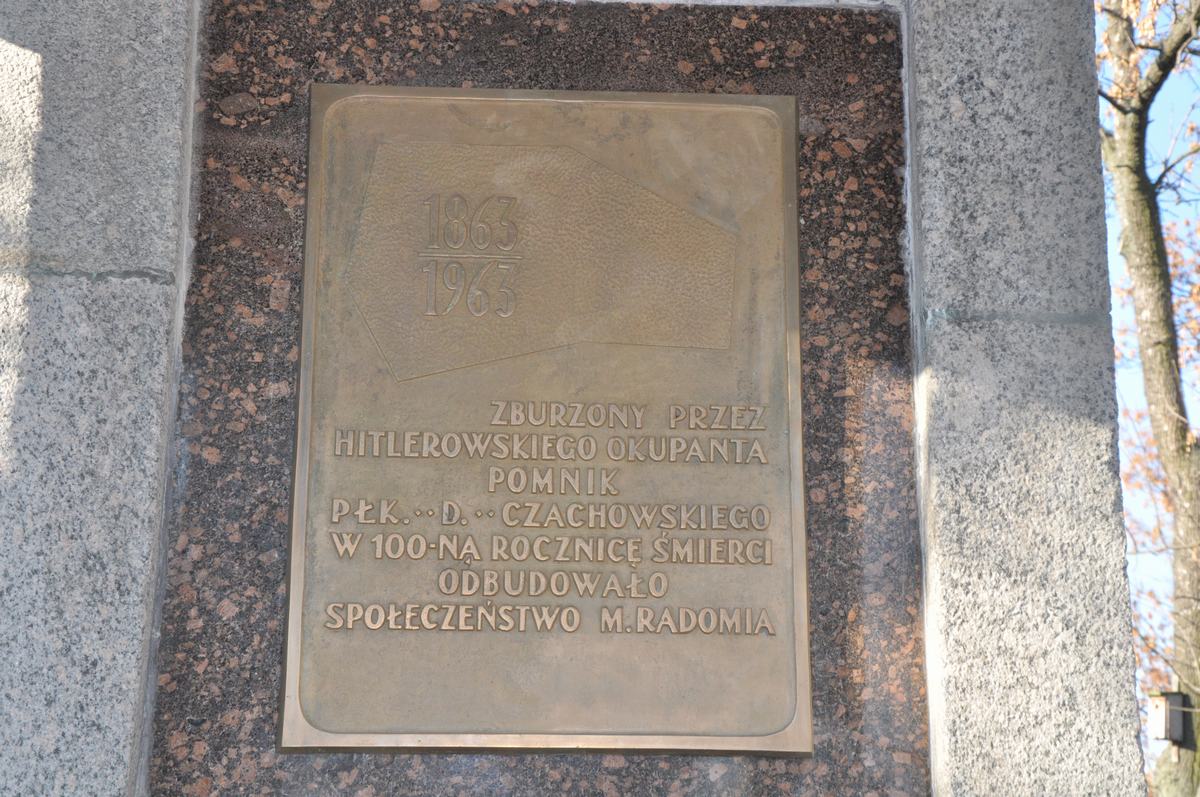 1863
1963
ZBURZONY PRZEZ
HITLEROWSKIEGO OKUPANTA
POMNIK
PŁK. ·· D. ·· CZACHOWSKIEGO
W 100-NĄ ROCZNICĘ ŚMIERCI
ODBUDOWAŁO
SPOŁECZEŃSTWO M. RADOMIA